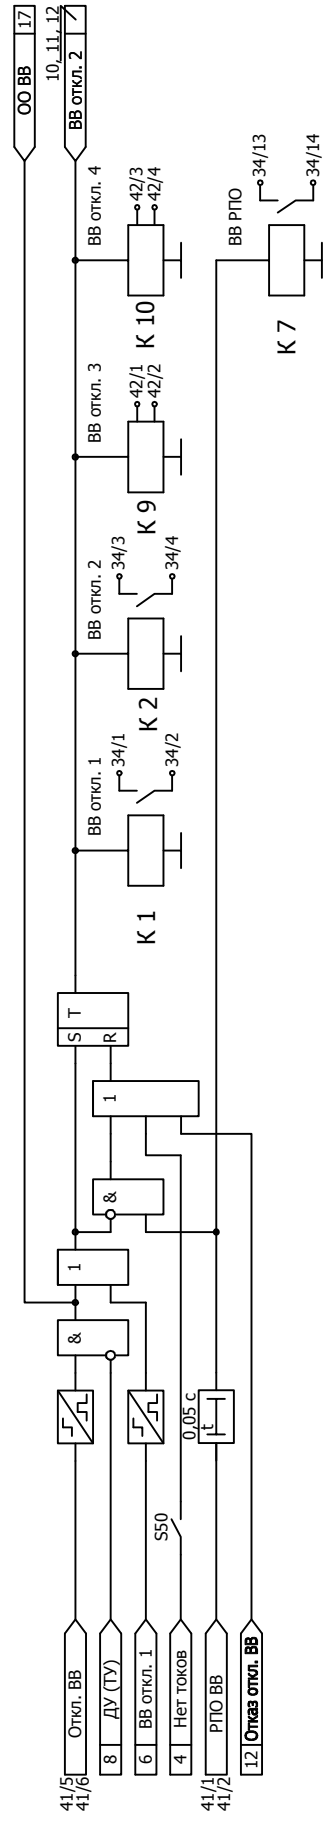 41/5
41/6
Откл. ВВ
8
ДУ (ТУ)
6
ВВ откл. 1
4
Нет токов
41/1
41/2
РПО ВВ
12
Отказ откл. ВВ
S50
0,05 с
t
&
1
&
1
S
R
T
ВВ откл. 1
34/1
34/2
К 1
ВВ откл. 2
34/3
34/4
К 2
ВВ откл. 3
42/1
42/2
К 9
ВВ откл. 4
42/3
42/4
К 10
ВВ РПО
34/13
34/14
К 7
ОО ВВ
17
10, 11, 12
ВВ откл. 2